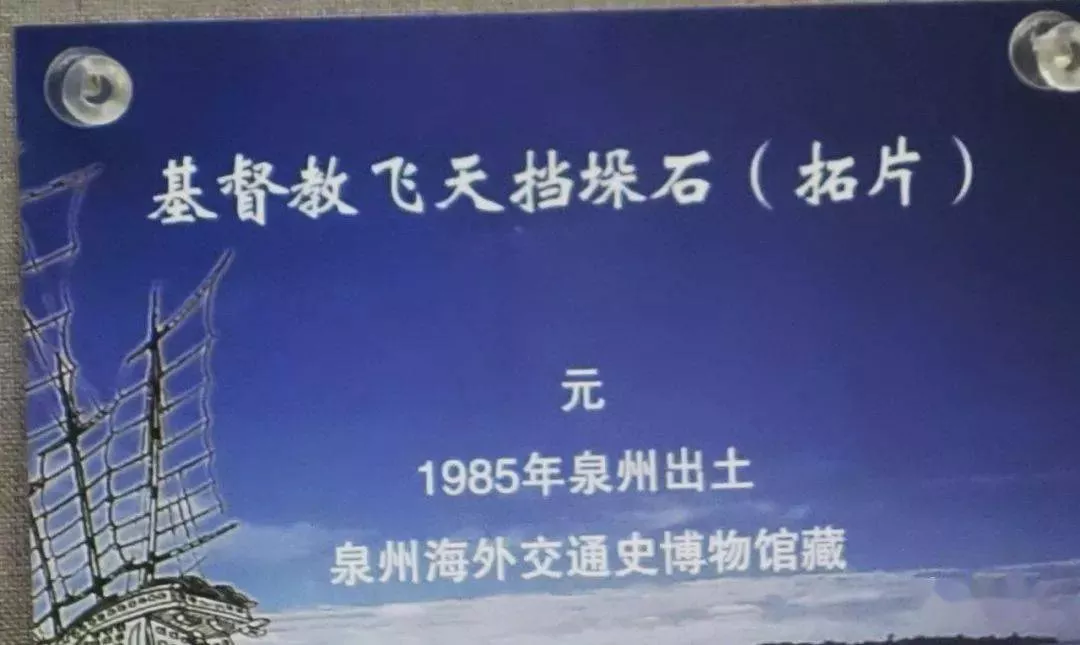 基督教飞天挡垛石（拓片）
元
1985年泉州出土
泉州海外交通史博物馆藏